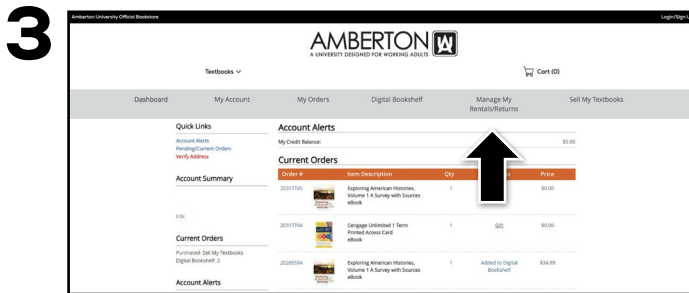 3
Amberton University Official Bookstore
Login/Sign U
AMBERTON
A UNIVERSITY DESIGNED FOR WORKING ADULTS
Textbooks
Cart (0)
Dashboard
My Account
My Orders
Digital Bookshelf
Manage My
Rentals/Returns
Sell My Textbooks
Quick Links
Account Alerts
Pending/Current Orders
Verify Address
Account Summary
Edit
Current Orders
Purchased: Sell My Textbooks
Digital Bookshelf: 2
Account Alerts
Account Alerts
My Credit Balance:
$0.00
Current Orders
Order #
Item Description
Qty
Price
20317745
Exploring American Histories,
Volume 1 A Survey with Sources
eBook
1
$0.00
20317744
Cengage Unlimited 1 Term
Printed Access Card
eBook
1
Gift
$0.00
20205594
Exploring American Histories,
Volume 1 A Survey with Sources
eBook
1
Added to Digital
Bookshelf
$34.99